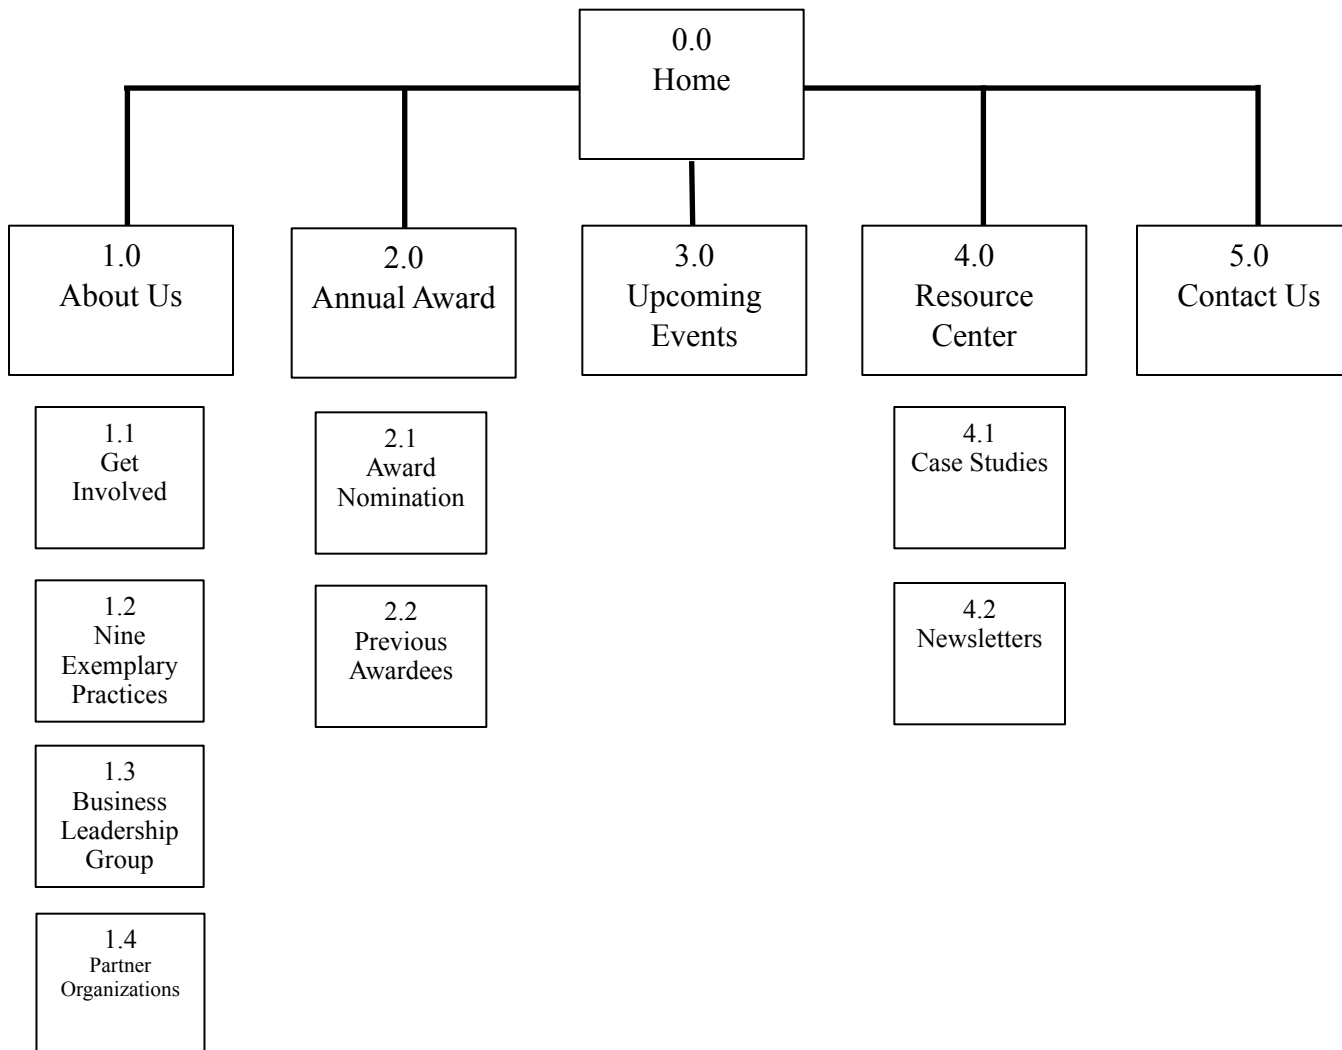 0.0
Home
1.0
About Us
2.0
Annual Award
3.0
Upcoming
Events
4.0
Resource
Center
5.0
Contact Us
1.1
Get
Involved
2.1
Award
Nomination
4.1
Case Studies
1.2
Nine
Exemplary
Practices
2.2
Previous
Awardees
4.2
Newsletters
1.3
Business
Leadership
Group
1.4
Partner
Organizations